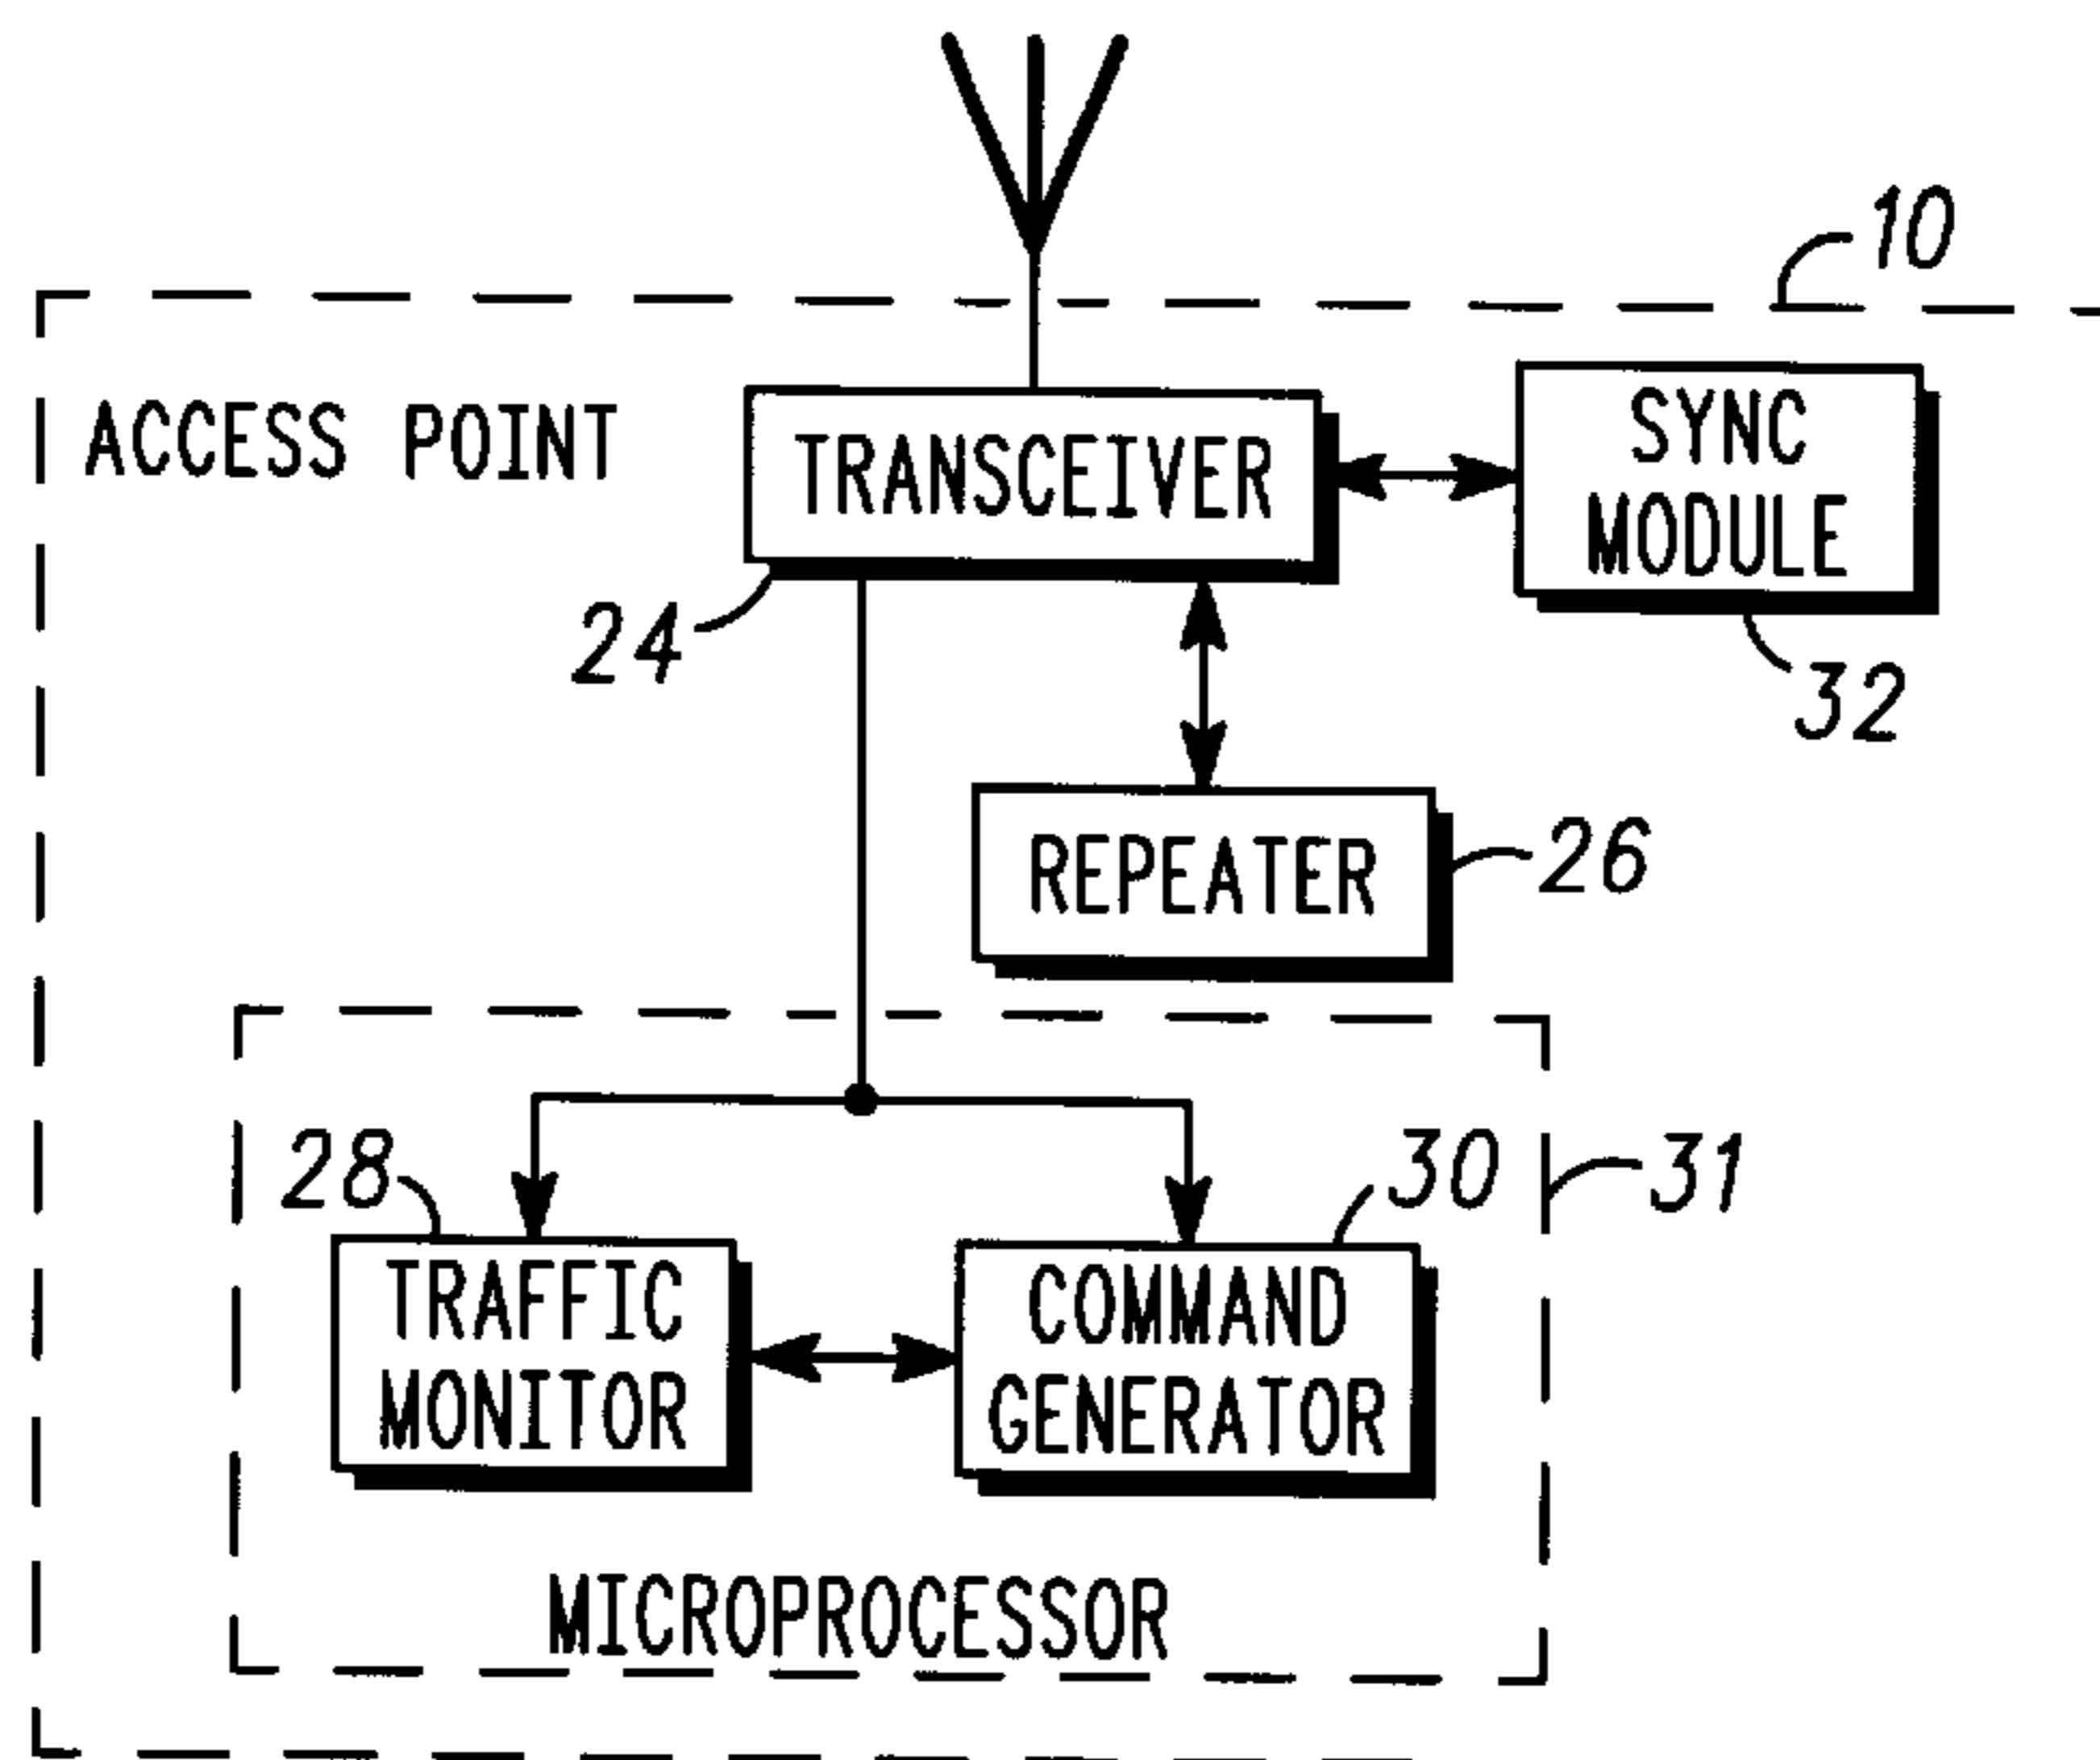 10
ACCESS POINT
TRANSCEIVER
SYNC
MODULE
24
32
REPEATER
26
28
30
31
TRAFFIC
MONITOR
COMMAND
GENERATOR
MICROPROCESSOR